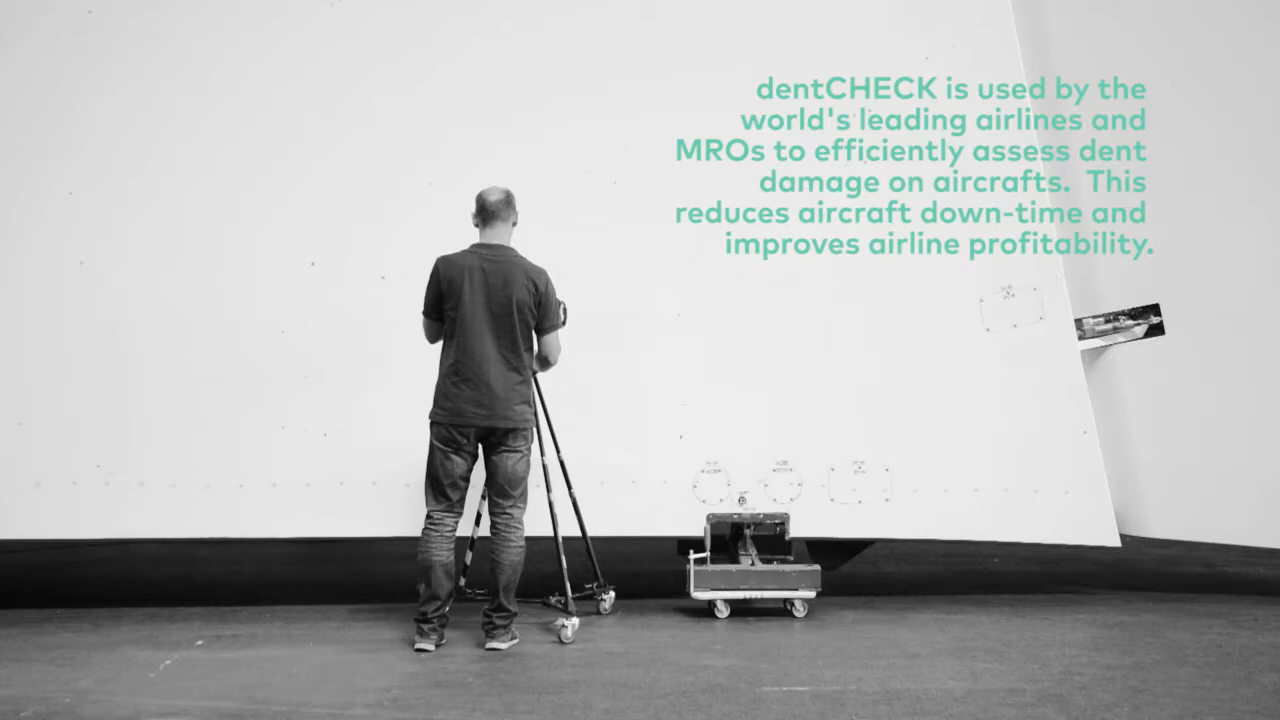 dentCHECK is used by the
world's leading airlines and
MROs to efficiently assess dent
damage on aircrafts.  This
reduces aircraft down-time and
improves airline profitability.